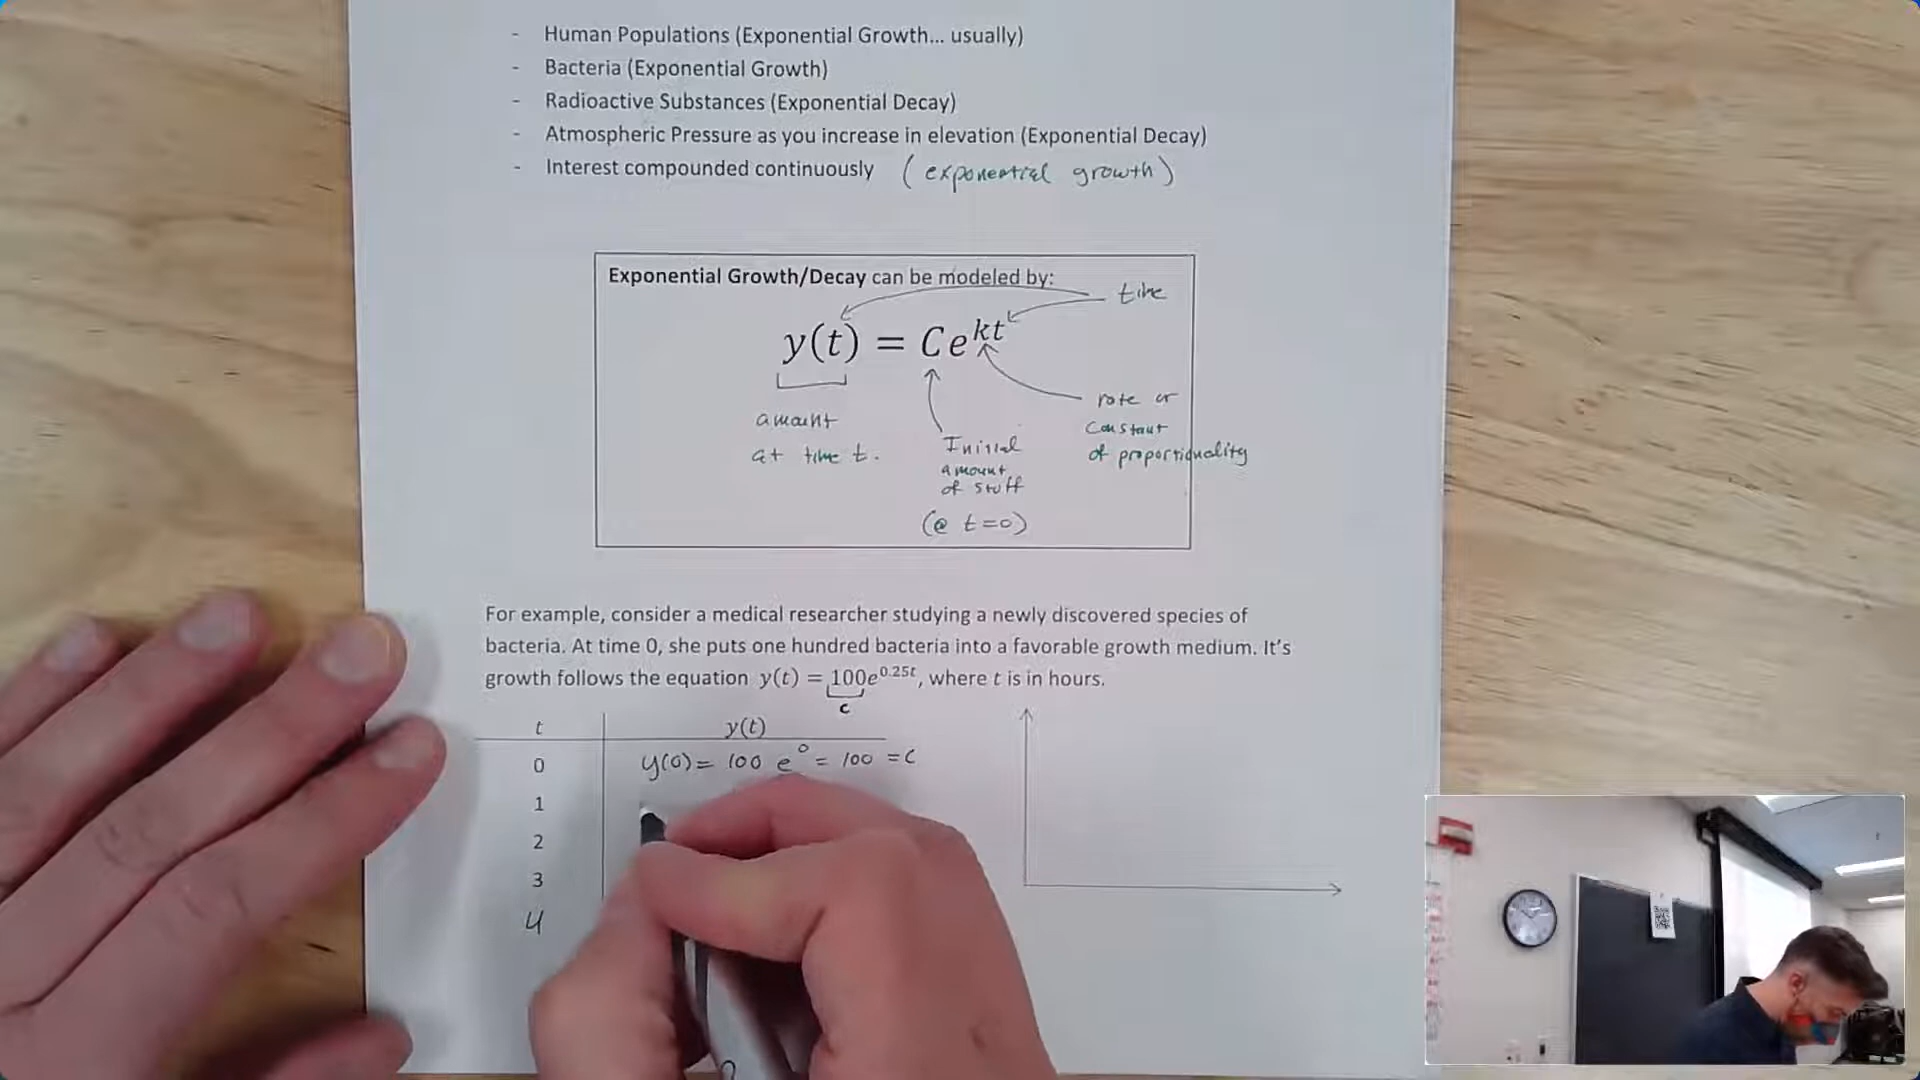 - Human Populations (Exponential Growth... usually)
- Bacteria (Exponential Growth)
- Radioactive Substances (Exponential Decay)
- Atmospheric Pressure as you increase in elevation (Exponential Decay)
- Interest compounded continuously (exponential growth)
Exponential Growth/Decay can be modeled by:
time
y(t) = Ce^{kt}
rate or
constant
of proportionality
amount
at time t.
Initial
amount
of stuff
(@ t=0)
For example, consider a medical researcher studying a newly discovered species of
bacteria. At time 0, she puts one hundred bacteria into a favorable growth medium. It's
growth follows the equation y(t) = 100e^{0.25t}, where t is in hours.
c
t y(t)
0 y(0) = 100 e^0 = 100 = C
1
2
3
4